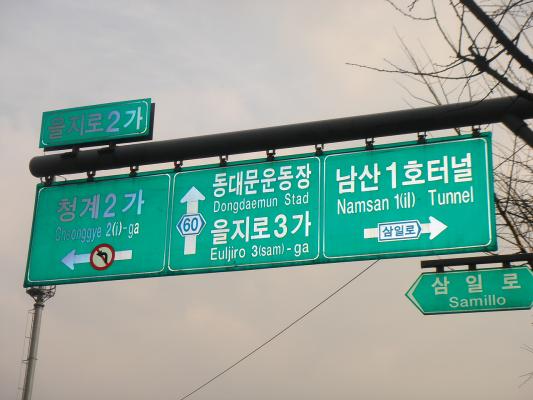 을지로2가
청계2가
Cheonggye 2(i)-ga
동대문운동장
Dongdaemun Stad
60
을지로3가
Euljiro 3(sam)-ga
남산1호터널
Namsan 1(il) Tunnel
삼일로
삼일로
Samillo